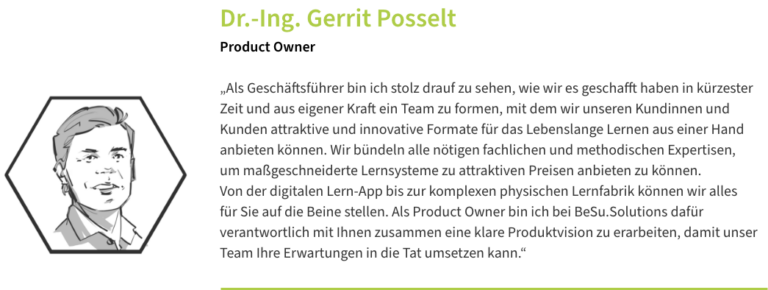 Dr.-Ing. Gerrit Posselt
Product Owner
„Als Geschäftsführer bin ich stolz drauf zu sehen, wie wir es geschafft haben in kürzester
Zeit und aus eigener Kraft ein Team zu formen, mit dem wir unseren Kundinnen und
Kunden attraktive und innovative Formate für das Lebenslange Lernen aus einer Hand
anbieten können. Wir bündeln alle nötigen fachlichen und methodischen Expertisen,
um maßgeschneiderte Lernsysteme zu attraktiven Preisen anbieten zu können.
Von der digitalen Lern-App bis zur komplexen physischen Lernfabrik können wir alles
für Sie auf die Beine stellen. Als Product Owner bin ich bei BeSu.Solutions dafür
verantwortlich mit Ihnen zusammen eine klare Produktvision zu erarbeiten, damit unser
Team Ihre Erwartungen in die Tat umsetzen kann.“